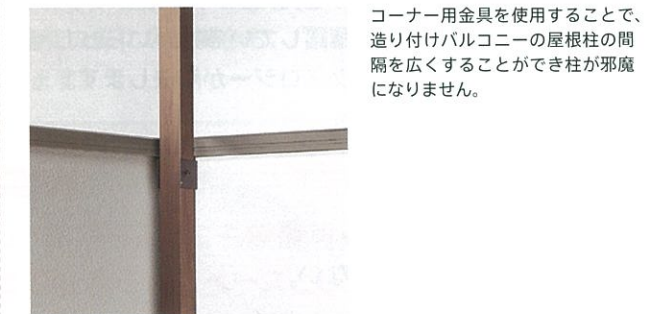 コーナー用金具を使用することで、
造り付けバルコニーの屋根柱の間
隔を広くすることができ柱が邪魔
になりません。